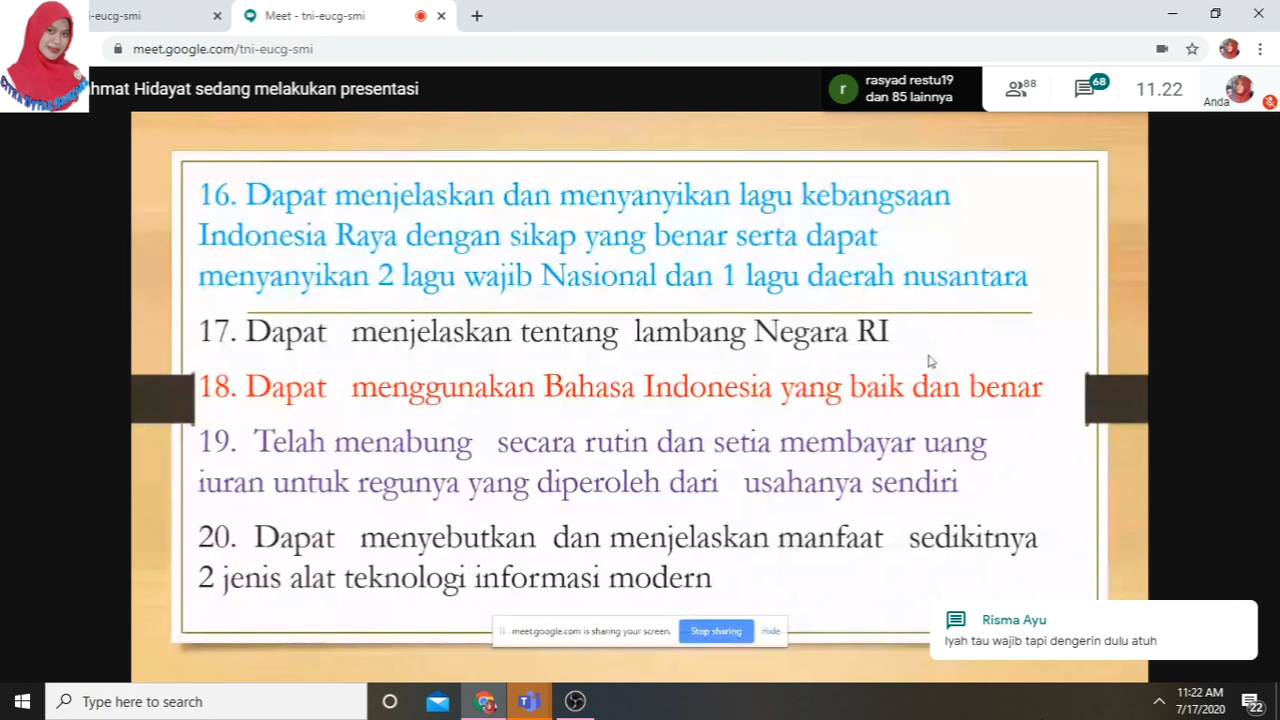 -eucg-smi
Meet - tni-eucg-smi
meet.google.com/tni-eucg-smi
hmat Hidayat sedang melakukan presentasi
r
rasyad restu19
dan 85 lainnya
88
68
11.22
Anda
16. Dapat menjelaskan dan menyanyikan lagu kebangsaan
Indonesia Raya dengan sikap yang benar serta dapat
menyanyikan 2 lagu wajib Nasional dan 1 lagu daerah nusantara
17. Dapat menjelaskan tentang lambang Negara RI
18. Dapat menggunakan Bahasa Indonesia yang baik dan benar
19. Telah menabung secara rutin dan setia membayar uang
iuran untuk regunya yang diperoleh dari usahanya sendiri
20. Dapat menyebutkan dan menjelaskan manfaat sedikitnya
2 jenis alat teknologi informasi modern
meet.google.com is sharing your screen.
Stop sharing
Hide
Risma Ayu
Iyah tau wajib tapi dengerin dulu atuh
Type here to search
11:22 AM
7/17/2020
22